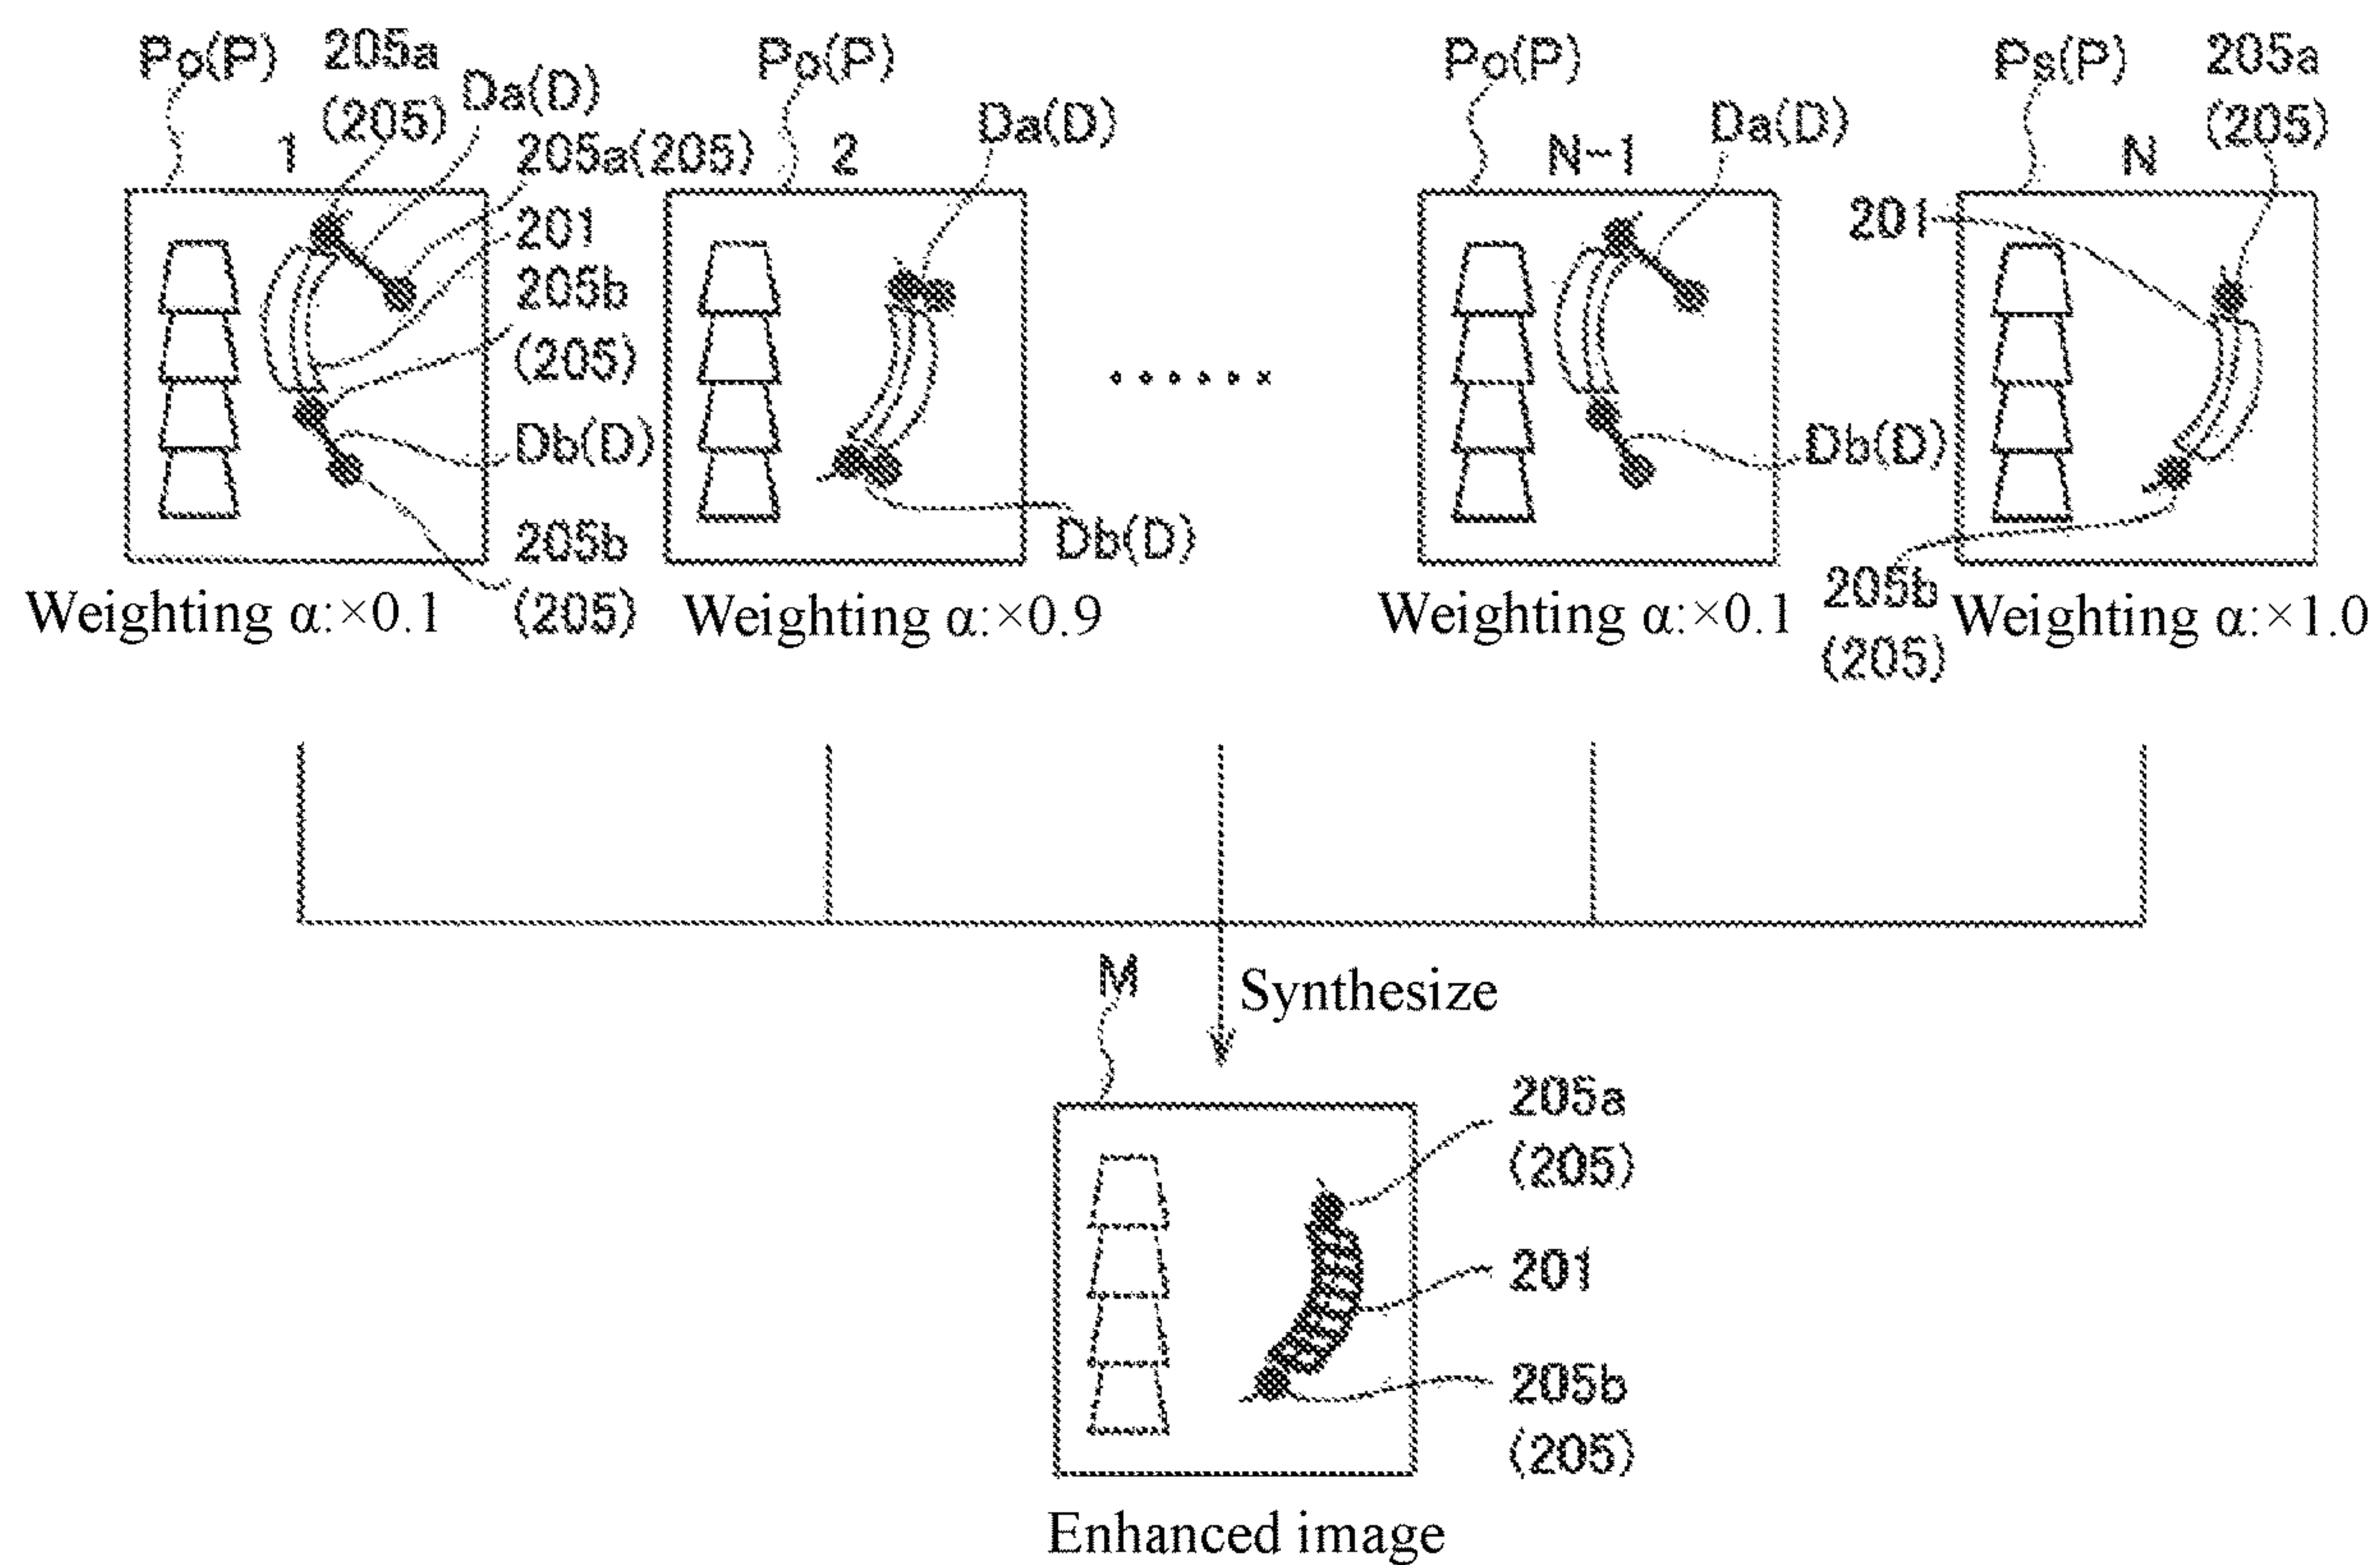 Po(P)
205a
(205)
Da(D)
1
205a(205)
201
205b
(205)
Db(D)
205b
(205)
Weighting α:×0.1
Po(P)
2
Da(D)
Db(D)
Weighting α:×0.9
Po(P)
N-1
Da(D)
Db(D)
Weighting α:×0.1
Ps(P)
N
205a
(205)
201
205b
(205)
Weighting α:×1.0
Synthesize
M
205a
(205)
201
205b
(205)
Enhanced image